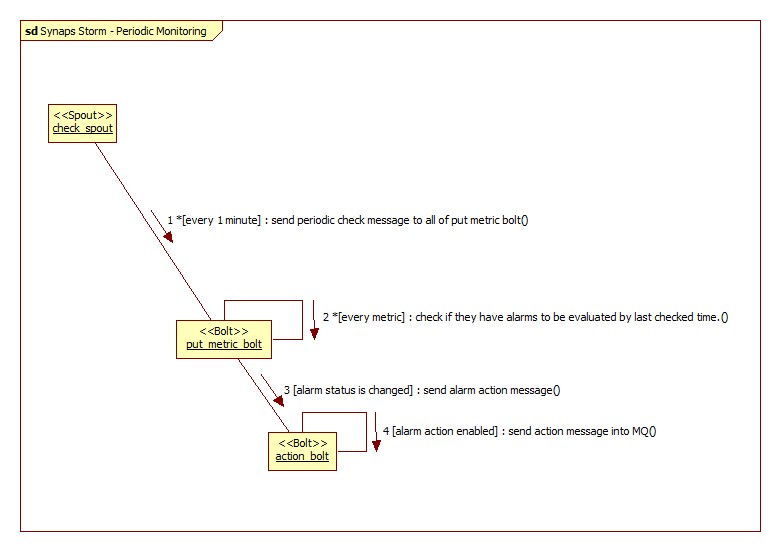 sd Synaps Storm - Periodic Monitoring
<<Spout>>
check_spout
1 *[every 1 minute] : send periodic check message to all of put metric bolt()
2 *[every metric] : check if they have alarms to be evaluated by last checked time.()
<<Bolt>>
put_metric_bolt
3 [alarm status is changed] : send alarm action message()
4 [alarm action enabled] : send action message into MQ()
<<Bolt>>
action_bolt